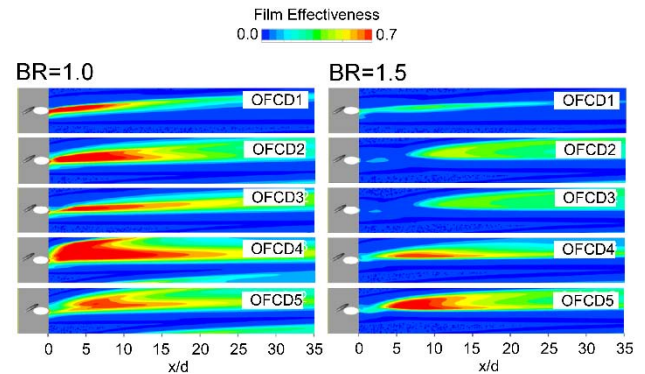 Film Effectiveness
0.0 0.7
BR=1.0
OFCD1
OFCD2
OFCD3
OFCD4
OFCD5
0 5 10 15 20 25 30 35
x/d
BR=1.5
OFCD1
OFCD2
OFCD3
OFCD4
OFCD5
0 5 10 15 20 25 30 35
x/d